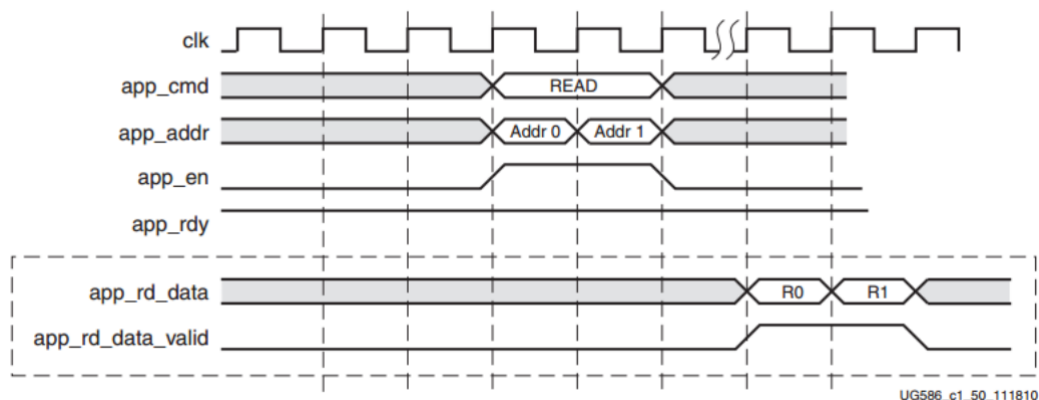 clk
app_cmd READ
app_addr Addr 0 Addr 1
app_en
app_rdy
app_rd_data R0 R1
app_rd_data_valid
UG586_c1_50_111810